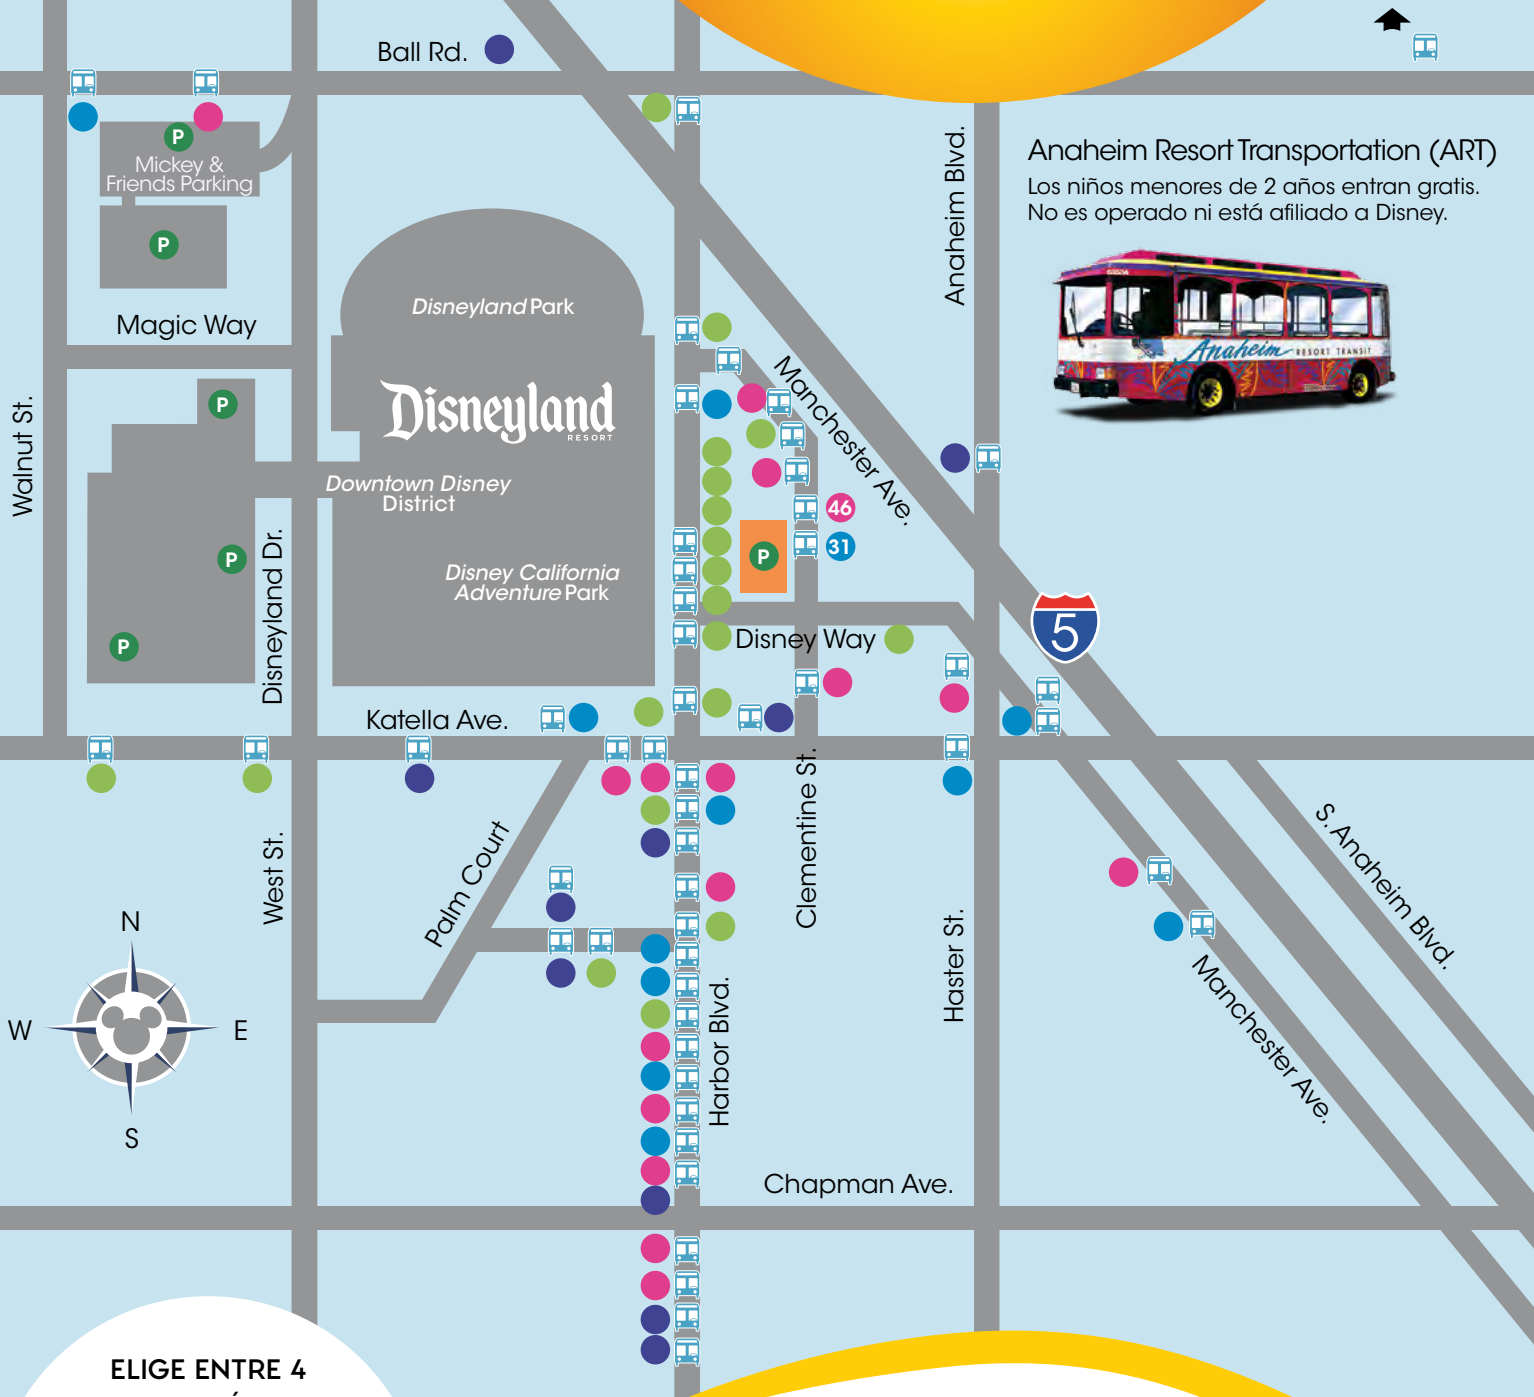 Ball Rd.
P
Mickey &
Friends Parking
P
Magic Way
Walnut St.
P
P
P
Disneyland Dr.
Disneyland Park
Disneyland
RESORT
Downtown Disney
District
Disney California
Adventure Park
Anaheim Blvd.
Anaheim Resort Transportation (ART)
Los niños menores de 2 años entran gratis.
No es operado ni está afiliado a Disney.
Anaheim RESORT TRANSIT
Manchester Ave.
46
31
P
5
Disney Way
Katella Ave.
West St.
Palm Court
Clementine St.
Harbor Blvd.
Haster St.
S. Anaheim Blvd.
Manchester Ave.
N
W
E
S
Chapman Ave.
ELIGE ENTRE 4